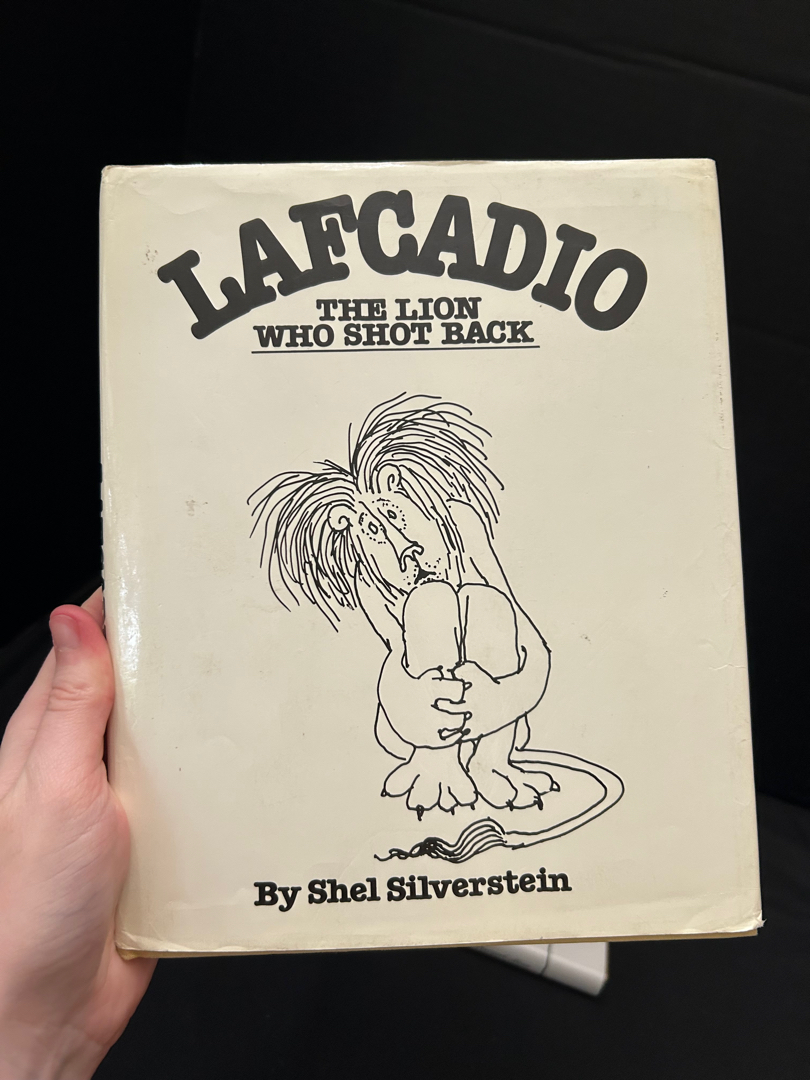 LAFCADIO
THE LION
WHO SHOT BACK
By Shel Silverstein